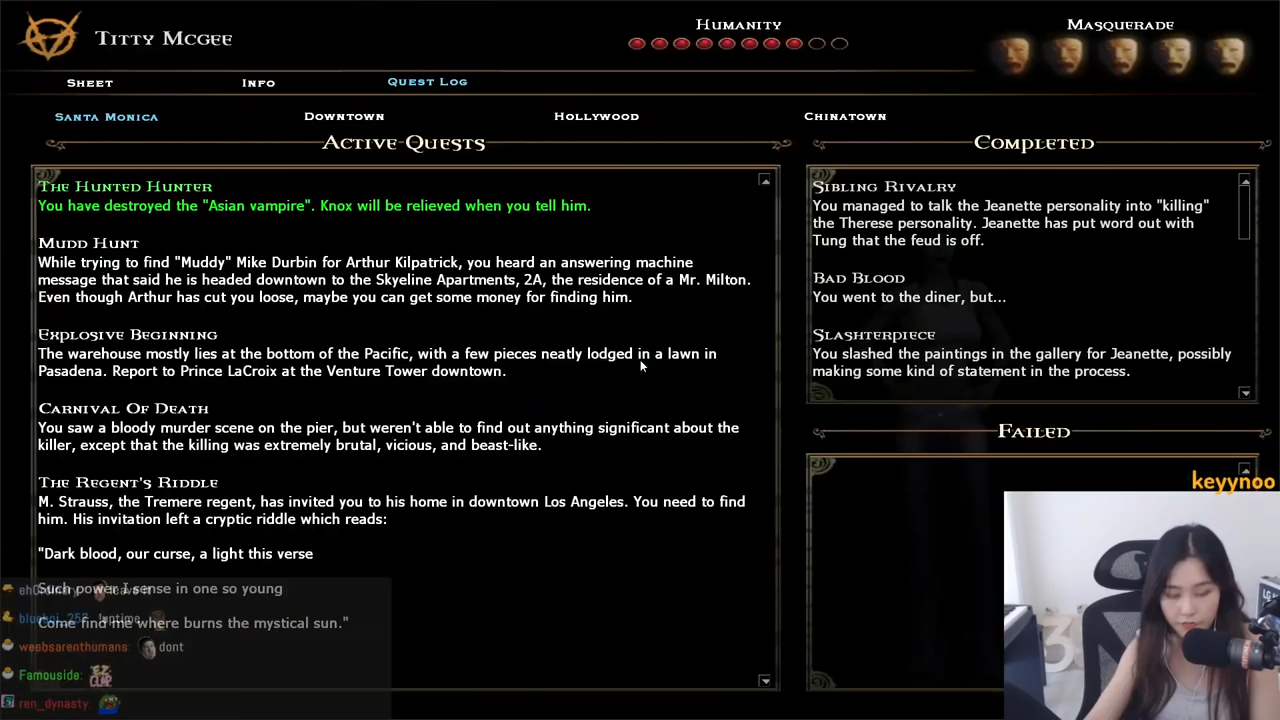 Titty McGee
Humanity
Masquerade
Sheet
Info
Quest Log
Santa Monica
Downtown
Hollywood
Chinatown
Active Quests
The Hunted Hunter
You have destroyed the "Asian vampire". Knox will be relieved when you tell him.
Mudd Hunt
While trying to find "Muddy" Mike Durbin for Arthur Kilpatrick, you heard an answering machine
message that said he is headed downtown to the Skyeline Apartments, 2A, the residence of a Mr. Milton.
Even though Arthur has cut you loose, maybe you can get some money for finding him.
Explosive Beginning
The warehouse mostly lies at the bottom of the Pacific, with a few pieces neatly lodged in a lawn in
Pasadena. Report to Prince LaCroix at the Venture Tower downtown.
Carnival Of Death
You saw a bloody murder scene on the pier, but weren't able to find out anything significant about the
killer, except that the killing was extremely brutal, vicious, and beast-like.
The Regent's Riddle
M. Strauss, the Tremere regent, has invited you to his home in downtown Los Angeles. You need to find
him. His invitation left a cryptic riddle which reads:
"Dark blood, our curse, a light this verse
Such power I sense in one so young
Come find me where burns the mystical sun."
Completed
Sibling Rivalry
You managed to talk the Jeanette personality into "killing"
the Therese personality. Jeanette has put word out with
Tung that the feud is off.
Bad Blood
You went to the diner, but...
Slashterpiece
You slashed the paintings in the gallery for Jeanette, possibly
making some kind of statement in the process.
Failed
keyynoo
weebsarenthumans: dont
Famouside:
ren_dynasty: